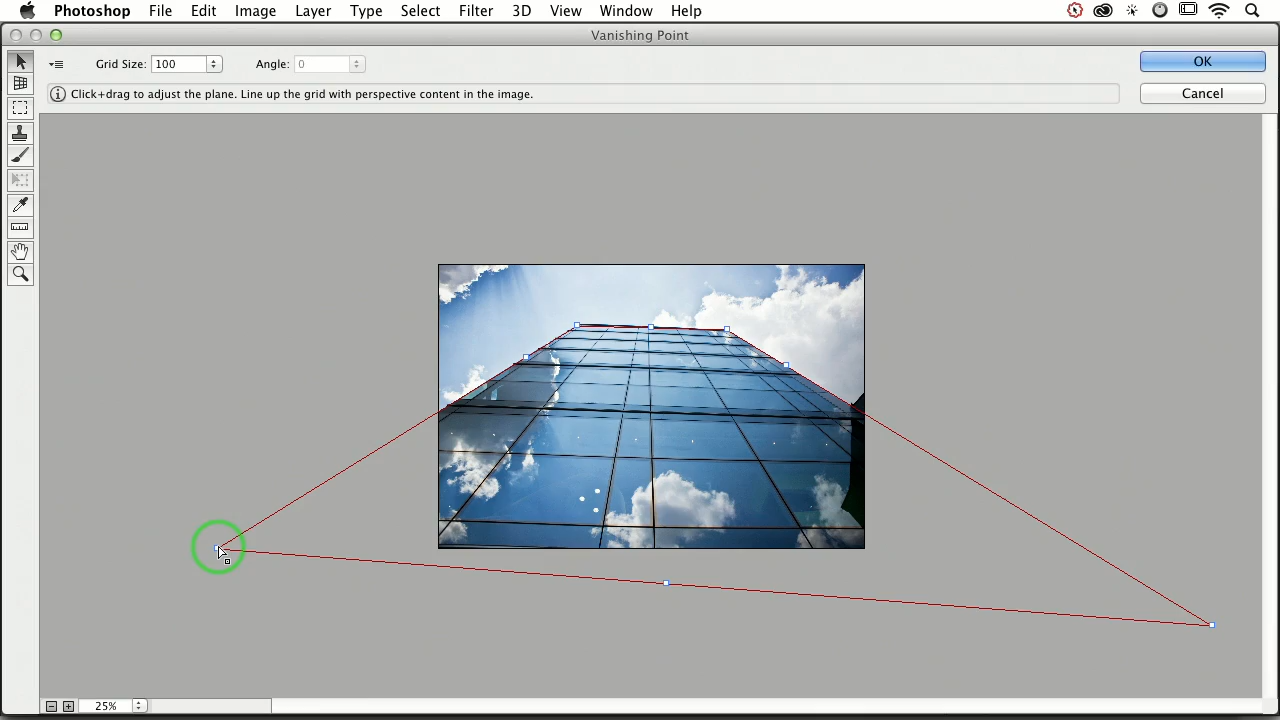 Photoshop File Edit Image Layer Type Select Filter 3D View Window Help
Vanishing Point
Grid Size: 100 Angle: 0 OK
Click+drag to adjust the plane. Line up the grid with perspective content in the image. Cancel
25%